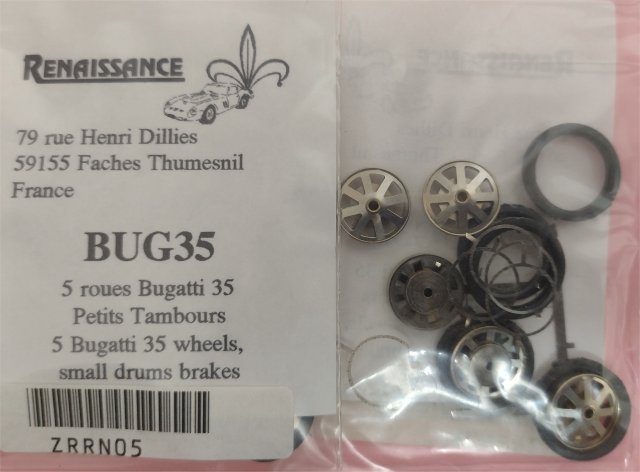 RENAISSANCE
79 rue Henri Dillies
59155 Faches Thumesnil
France
BUG35
5 roues Bugatti 35
Petits Tambours
5 Bugatti 35 wheels,
small drums brakes
ZRRN05